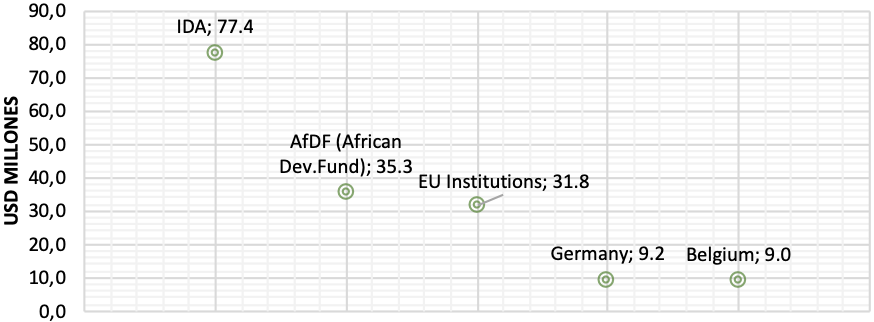 USD MILLONES
90,0
80,0
70,0
60,0
50,0
40,0
30,0
20,0
10,0
0,0
IDA; 77.4
AfDF (African
Dev.Fund); 35.3
EU Institutions; 31.8
Germany; 9.2
Belgium; 9.0